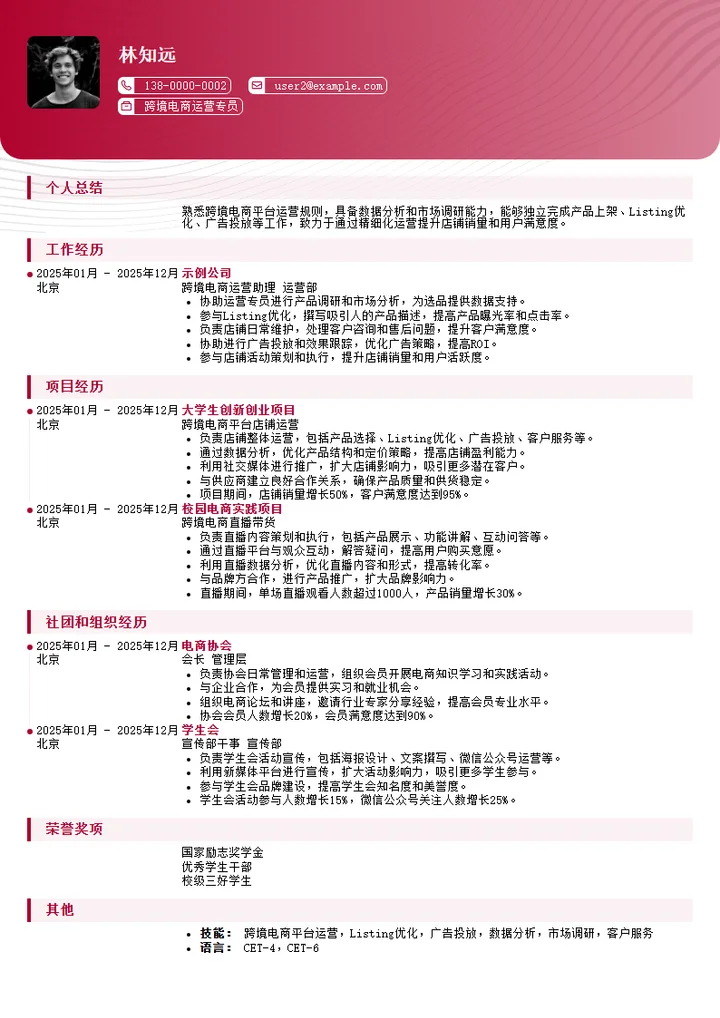 林知远
138-0000-0002
user2@example.com
跨境电商运营专员
个人总结
熟悉跨境电商平台运营规则，具备数据分析和市场调研能力，能够独立完成产品上架、Listing优
化、广告投放等工作，致力于通过精细化运营提升店铺销量和用户满意度。
工作经历
2025年01月 - 2025年12月 示例公司
北京 跨境电商运营助理 运营部
• 协助运营专员进行产品调研和市场分析，为选品提供数据支持。
• 参与Listing优化，撰写吸引人的产品描述，提高产品曝光率和点击率。
• 负责店铺日常维护，处理客户咨询和售后问题，提升客户满意度。
• 协助进行广告投放和效果跟踪，优化广告策略，提高ROI。
• 参与店铺活动策划和执行，提升店铺销量和用户活跃度。
项目经历
2025年01月 - 2025年12月 大学生创新创业项目
北京 跨境电商平台店铺运营
• 负责店铺整体运营，包括产品选择、Listing优化、广告投放、客户服务等。
• 通过数据分析，优化产品结构和定价策略，提高店铺盈利能力。
• 利用社交媒体进行推广，扩大店铺影响力，吸引更多潜在客户。
• 与供应商建立良好合作关系，确保产品质量和供货稳定。
• 项目期间，店铺销量增长50%，客户满意度达到95%。
2025年01月 - 2025年12月 校园电商实践项目
北京 跨境电商直播带货
• 负责直播内容策划和执行，包括产品展示、功能讲解、互动问答等。
• 通过直播平台与观众互动，解答疑问，提高用户购买意愿。
• 利用直播数据分析，优化直播内容和形式，提高转化率。
• 与品牌方合作，进行产品推广，扩大品牌影响力。
• 直播期间，单场直播观看人数超过1000人，产品销量增长30%。
社团和组织经历
2025年01月 - 2025年12月 电商协会
北京 会长 管理层
• 负责协会日常管理和运营，组织会员开展电商知识学习和实践活动。
• 与企业合作，为会员提供实习和就业机会。
• 组织电商论坛和讲座，邀请行业专家分享经验，提高会员专业水平。
• 协会会员人数增长20%，会员满意度达到90%。
2025年01月 - 2025年12月 学生会
北京 宣传部干事 宣传部
• 负责学生会活动宣传，包括海报设计、文案撰写、微信公众号运营等。
• 利用新媒体平台进行宣传，扩大活动影响力，吸引更多学生参与。
• 参与学生会品牌建设，提高学生会知名度和美誉度。
• 学生会活动参与人数增长15%，微信公众号关注人数增长25%。
荣誉奖项
国家励志奖学金
优秀学生干部
校级三好学生
其他
• 技能： 跨境电商平台运营，Listing优化，广告投放，数据分析，市场调研，客户服务
• 语言： CET-4，CET-6